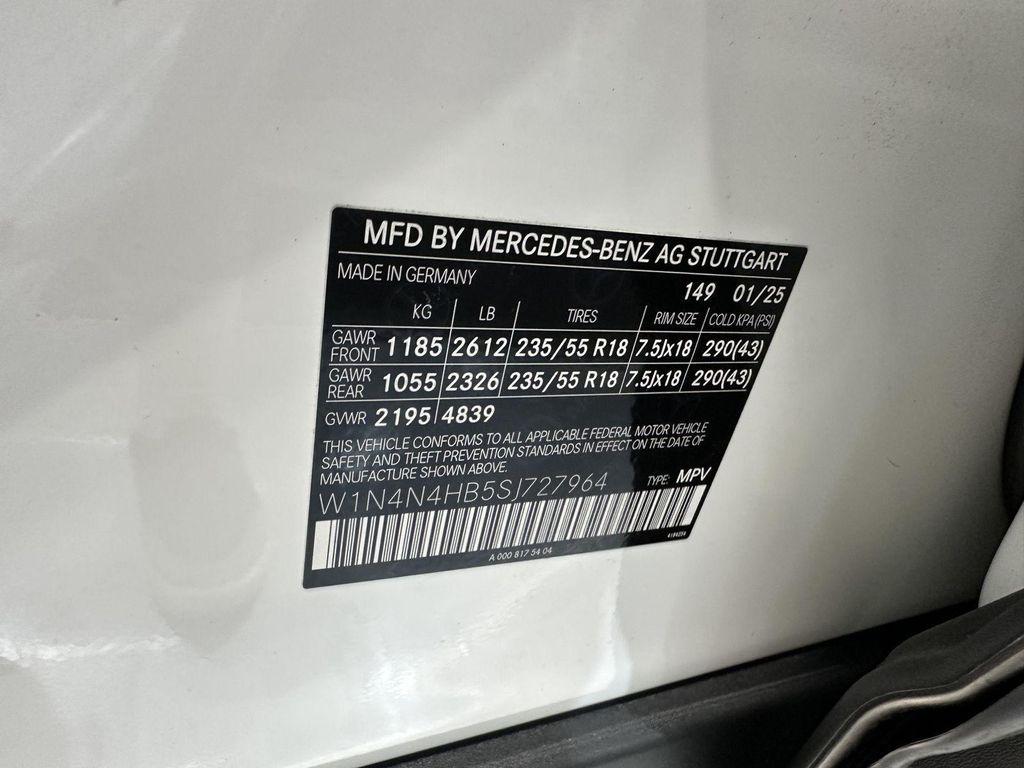 MFD BY MERCEDES-BENZ AG STUTTGART
MADE IN GERMANY
149 01/25
KG LB TIRES RIM SIZE COLD KPA(PSI)
GAWR FRONT 1185 2612 235/55 R18 7.5Jx18 290(43)
GAWR REAR 1055 2326 235/55 R18 7.5Jx18 290(43)
GVWR 2195 4839
THIS VEHICLE CONFORMS TO ALL APPLICABLE FEDERAL MOTOR VEHICLE
SAFETY AND THEFT PREVENTION STANDARDS IN EFFECT ON THE DATE OF
MANUFACTURE SHOWN ABOVE.
TYPE: MPV
W1N4N4HB5SJ727964
A 000 817 54 04